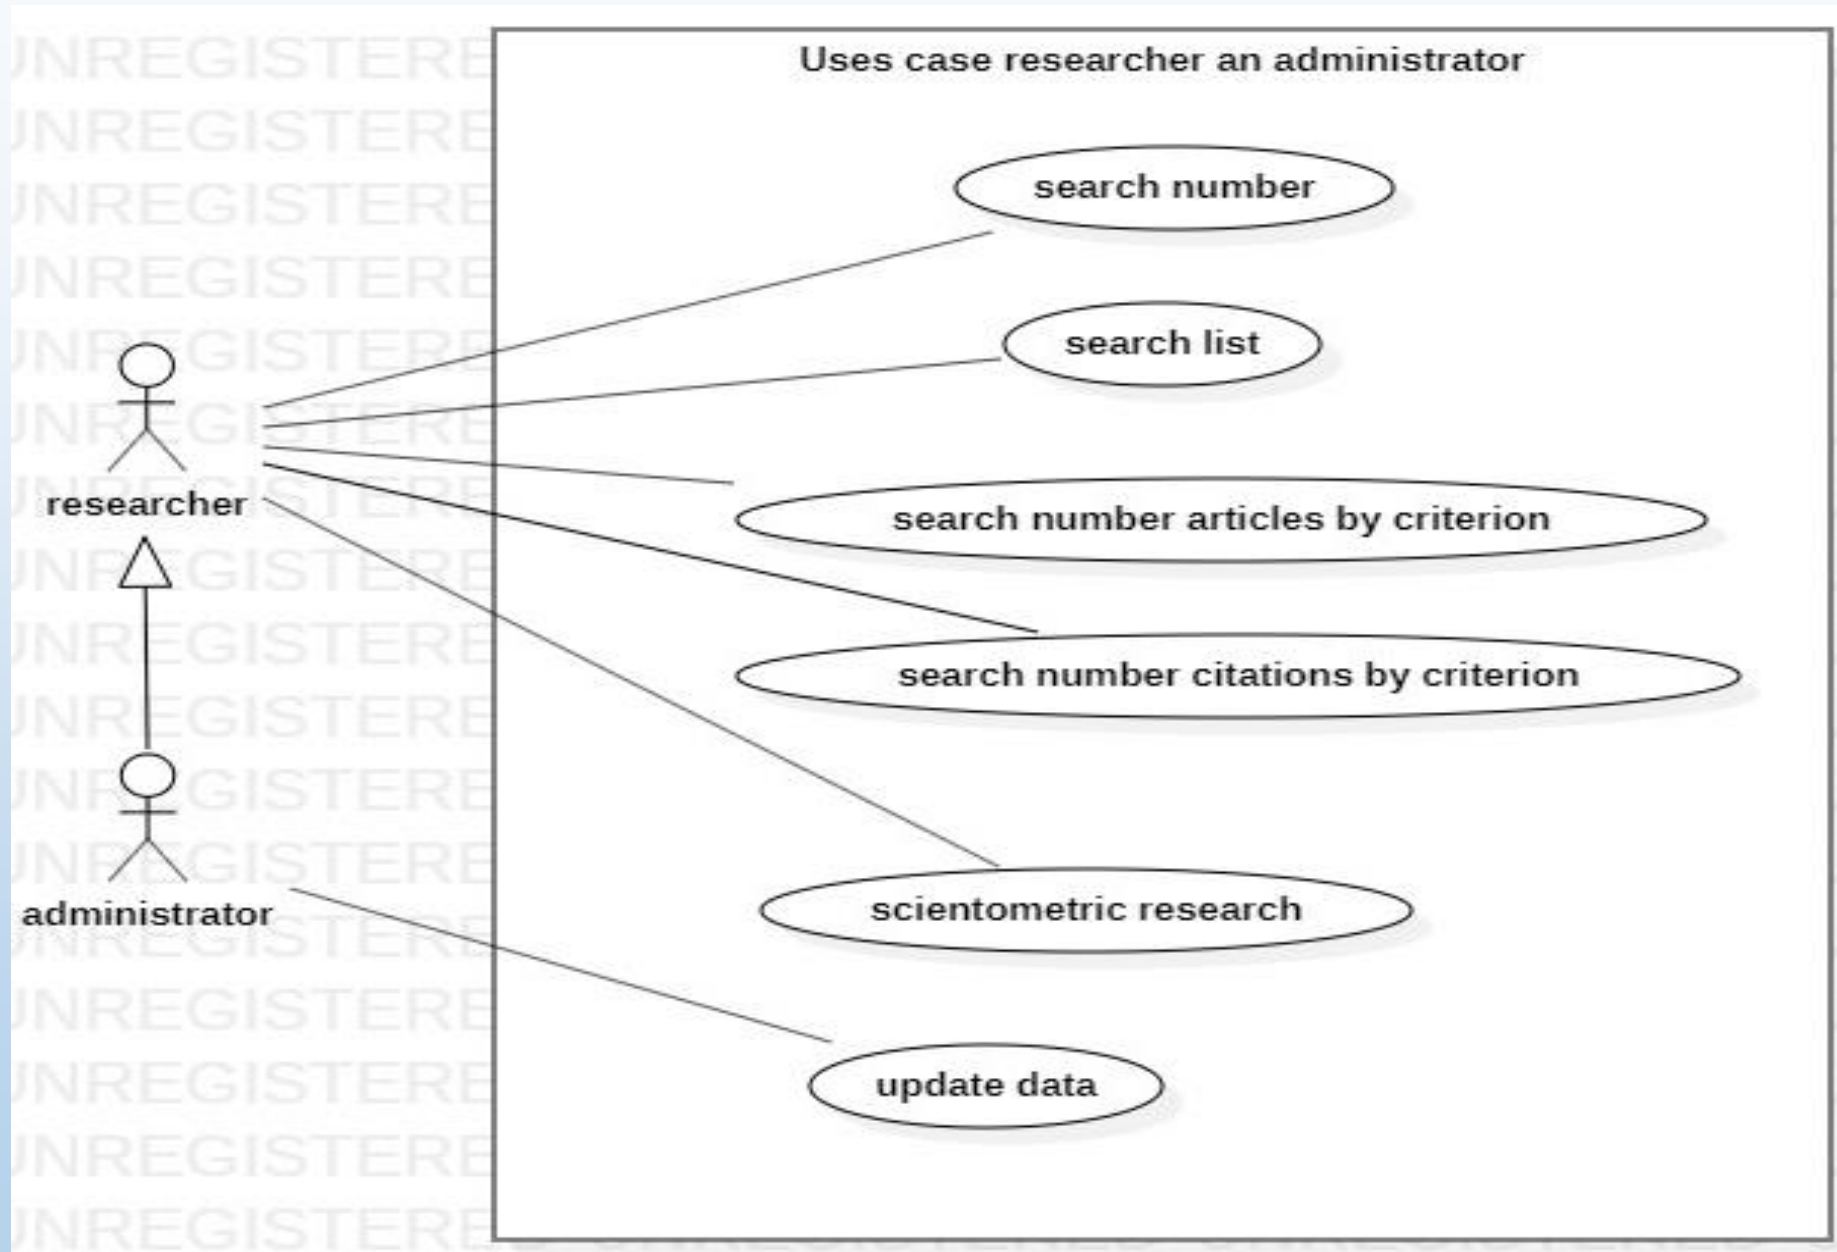 Uses case researcher an administrator
search number
search list
researcher
search number articles by criterion
search number citations by criterion
scientometric research
administrator
update data
UNREGISTERED